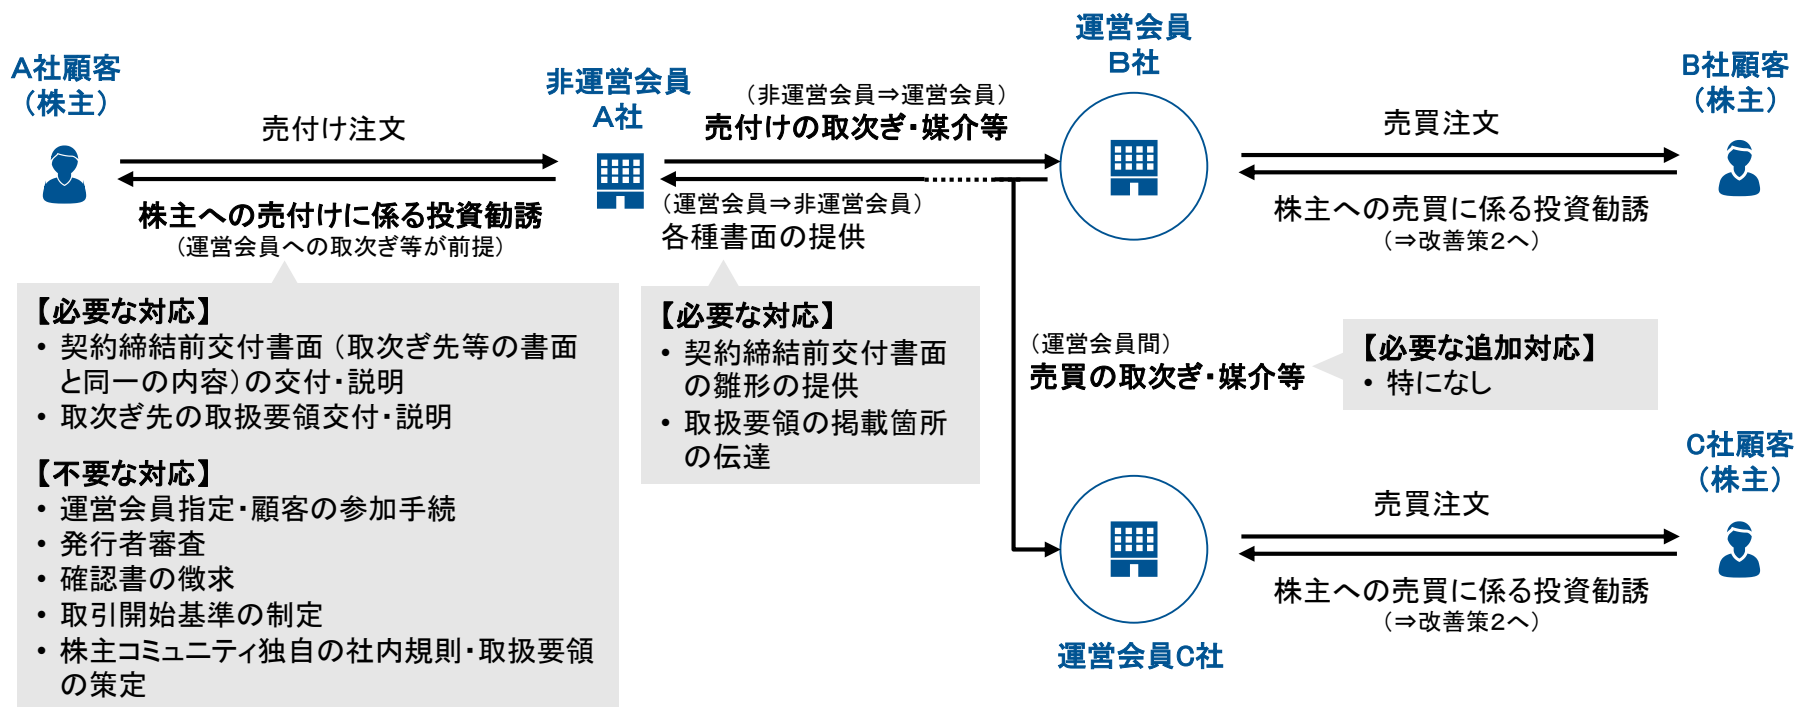 A社顧客
（株主）
売付け注文
株主への売付けに係る投資勧誘
（運営会員への取次ぎ等が前提）
非運営会員
A社
（非運営会員⇒運営会員）
売付けの取次ぎ・媒介等
（運営会員⇒非運営会員）
各種書面の提供
運営会員
B社
売買注文
株主への売買に係る投資勧誘
（⇒改善策2へ）
B社顧客
（株主）
【必要な対応】
• 契約締結前交付書面（取次ぎ先等の書面
と同一の内容）の交付・説明
• 取次ぎ先の取扱要領交付・説明
【不要な対応】
• 運営会員指定・顧客の参加手続
• 発行者審査
• 確認書の徴求
• 取引開始基準の制定
• 株主コミュニティ独自の社内規則・取扱要領
の策定
【必要な対応】
• 契約締結前交付書面
の雛形の提供
• 取扱要領の掲載箇所
の伝達
（運営会員間）
売買の取次ぎ・媒介等
【必要な追加対応】
• 特になし
運営会員C社
売買注文
株主への売買に係る投資勧誘
（⇒改善策2へ）
C社顧客
（株主）